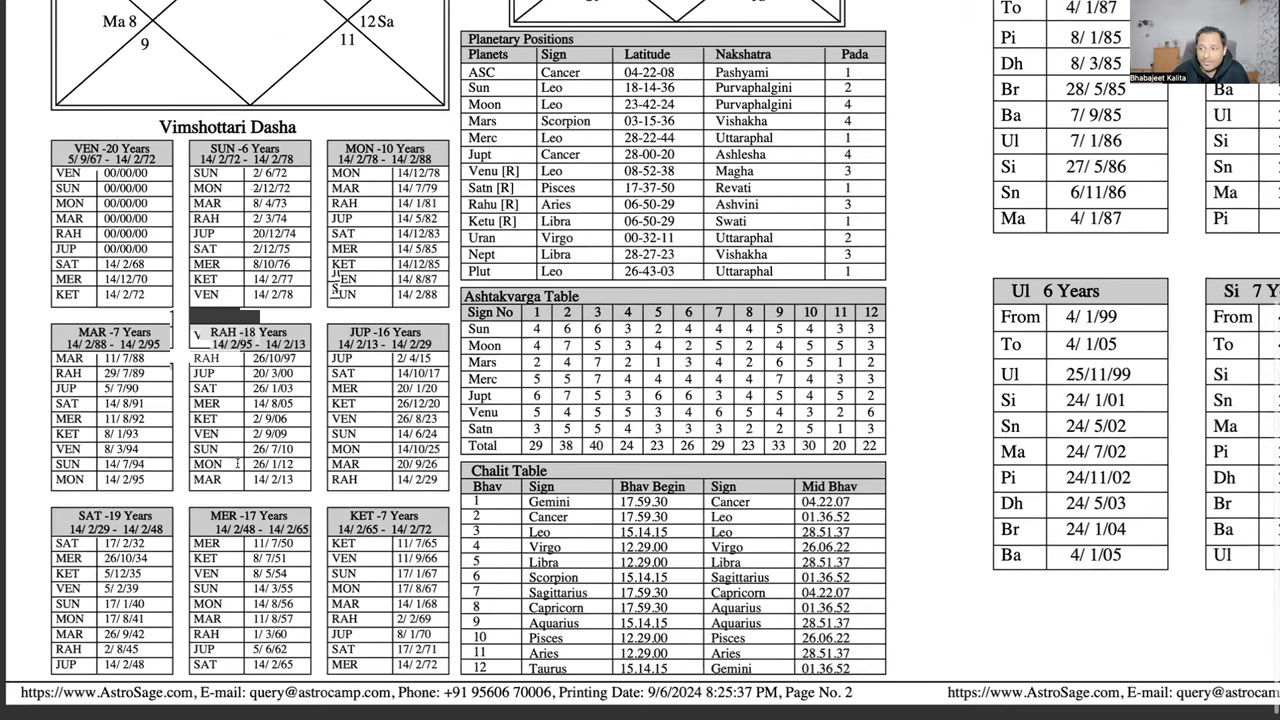 Ma 8
9
12 Sa
11
Vimshottari Dasha
VEN -20 Years
5/ 9/67 - 14/ 2/72
VEN 00/00/00
SUN 00/00/00
MON 00/00/00
MAR 00/00/00
RAH 00/00/00
JUP 00/00/00
SAT 14/ 2/68
MER 14/12/70
KET 14/ 2/72
SUN -6 Years
14/ 2/72 - 14/ 2/78
SUN 2/ 6/72
MON 2/12/72
MAR 8/ 4/73
RAH 2/ 3/74
JUP 20/12/74
SAT 2/12/75
MER 8/10/76
KET 14/ 2/77
VEN 14/ 2/78
MON -10 Years
14/ 2/78 - 14/ 2/88
MON 14/12/78
MAR 14/ 7/79
RAH 14/ 1/81
JUP 14/ 5/82
SAT 14/12/83
MER 14/ 5/85
KET 14/12/85
VEN 14/ 8/87
SUN 14/ 2/88
MAR -7 Years
14/ 2/88 - 14/ 2/95
MAR 11/ 7/88
RAH 29/ 7/89
JUP 5/ 7/90
SAT 14/ 8/91
MER 11/ 8/92
KET 8/ 1/93
VEN 8/ 3/94
SUN 14/ 7/94
MON 14/ 2/95
RAH -18 Years
14/ 2/95 - 14/ 2/13
RAH 26/10/97
JUP 20/ 3/00
SAT 26/ 1/03
MER 14/ 8/05
KET 2/ 9/06
VEN 2/ 9/09
SUN 26/ 7/10
MON 26/ 1/12
MAR 14/ 2/13
JUP -16 Years
14/ 2/13 - 14/ 2/29
JUP 2/ 4/15
SAT 14/10/17
MER 20/ 1/20
KET 26/12/20
VEN 26/ 8/23
SUN 14/ 6/24
MON 14/10/25
MAR 20/ 9/26
RAH 14/ 2/29
SAT -19 Years
14/ 2/29 - 14/ 2/48
SAT 17/ 2/32
MER 26/10/34
KET 5/12/35
VEN 5/ 2/39
SUN 17/ 1/40
MON 17/ 8/41
MAR 26/ 9/42
RAH 2/ 8/45
JUP 14/ 2/48
MER -17 Years
14/ 2/48 - 14/ 2/65
MER 11/ 7/50
KET 8/ 7/51
VEN 8/ 5/54
SUN 14/ 3/55
MON 14/ 8/56
MAR 11/ 8/57
RAH 1/ 3/60
JUP 5/ 6/62
SAT 14/ 2/65
KET -7 Years
14/ 2/65 - 14/ 2/72
KET 11/ 7/65
VEN 11/ 9/66
SUN 17/ 1/67
MON 17/ 8/67
MAR 14/ 1/68
RAH 2/ 2/69
JUP 8/ 1/70
SAT 17/ 2/71
MER 14/ 2/72
Planetary Positions
Planets Sign Latitude Nakshatra Pada
ASC Cancer 04-22-08 Pashyami 1
Sun Leo 18-14-36 Purvaphalgini 2
Moon Leo 23-42-24 Purvaphalgini 4
Mars Scorpion 03-15-36 Vishakha 4
Merc Leo 28-22-44 Uttaraphal 1
Jupt Cancer 28-00-20 Ashlesha 4
Venu [R] Leo 08-52-38 Magha 3
Satn [R] Pisces 17-37-50 Revati 1
Rahu [R] Aries 06-50-29 Ashvini 3
Ketu [R] Libra 06-50-29 Swati 1
Uran Virgo 00-32-11 Uttaraphal 2
Nept Libra 28-27-23 Vishakha 3
Plut Leo 26-43-03 Uttaraphal 1
Ashtakvarga Table
Sign No 1 2 3 4 5 6 7 8 9 10 11 12
Sun 4 6 6 3 2 4 4 4 5 4 3 3
Moon 4 7 5 3 4 2 5 4 5 5 3
Mars 2 4 7 2 1 3 4 2 6 5 1 2
Merc 5 5 7 4 4 4 4 4 7 4 3 3
Jupt 6 7 5 3 6 6 3 4 5 4 5 2
Venu 5 4 5 5 3 4 6 5 4 3 2 6
Satn 3 5 5 4 3 3 3 2 2 5 1 3
Total 29 38 40 24 23 26 29 23 33 30 20 22
Chalit Table
Bhav Sign Bhav Begin Sign Mid Bhav
1 Gemini 17.59.30 Cancer 04.22.07
2 Cancer 17.59.30 Leo 01.36.52
3 Leo 15.14.15 Leo 28.51.37
4 Virgo 12.29.00 Virgo 26.06.22
5 Libra 12.29.00 Libra 28.51.37
6 Scorpion 15.14.15 Sagittarius 01.36.52
7 Sagittarius 17.59.30 Capricorn 04.22.07
8 Capricorn 17.59.30 Aquarius 01.36.52
9 Aquarius 15.14.15 Aquarius 28.51.37
10 Pisces 12.29.00 Pisces 26.06.22
11 Aries 12.29.00 Aries 28.51.37
12 Taurus 15.14.15 Gemini 01.36.52
To 4/ 1/87
Pi 8/ 1/85
Dh 8/ 3/85
Br 28/ 5/85
Ba 7/ 9/85
Ul 7/ 1/86
Si 27/ 5/86
Sn 6/11/86
Ma 4/ 1/87
Bhabajeet Kalita
Ba
Ul
Si
Sn
Ma
Pi
Ul 6 Years
From 4/ 1/99
To 4/ 1/05
Ul 25/11/99
Si 24/ 1/01
Sn 24/ 5/02
Ma 24/ 7/02
Pi 24/11/02
Dh 24/ 5/03
Br 24/ 1/04
Ba 4/ 1/05
Si 7 Y
From
To
Si
Sn
Ma
Pi
Dh
Br
Ba
Ul
https://www.AstroSage.com, E-mail: query@astrocamp.com, Phone: +91 95606 70006, Printing Date: 9/6/2024 8:25:37 PM, Page No. 2
https://www.AstroSage.com, E-mail: query@astrocam